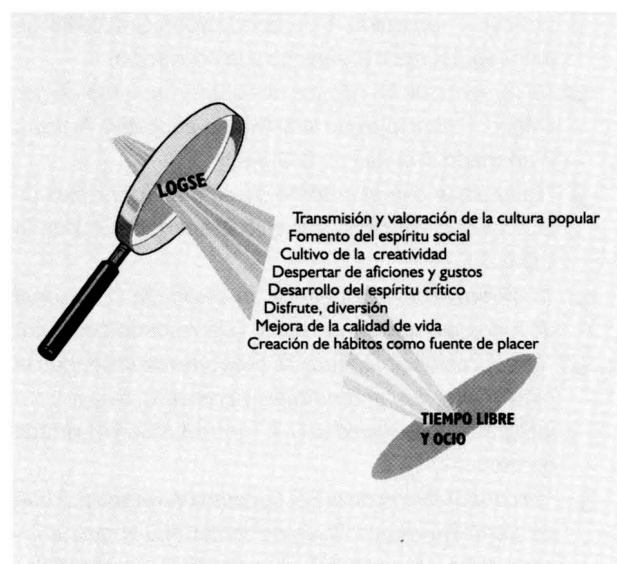 LOGSE
Transmisión y valoración de la cultura popular
Fomento del espíritu social
Cultivo de la creatividad
Despertar de aficiones y gustos
Desarrollo del espíritu crítico
Disfrute, diversión
Mejora de la calidad de vida
Creación de hábitos como fuente de placer
TIEMPO LIBRE
Y OCIO